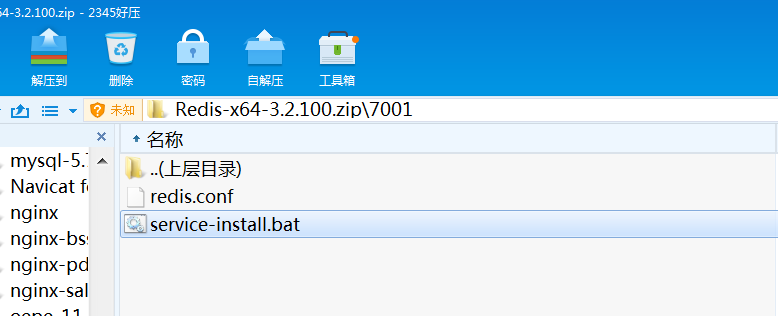 64-3.2.100.zip - 2345好压
解压到 删除 密码 自解压 工具箱
未知 Redis-x64-3.2.100.zip\7001
名称
..(上层目录)
redis.conf
service-install.bat
mysql-5.
Navicat fo
nginx
nginx-bss
nginx-pd
nginx-sal